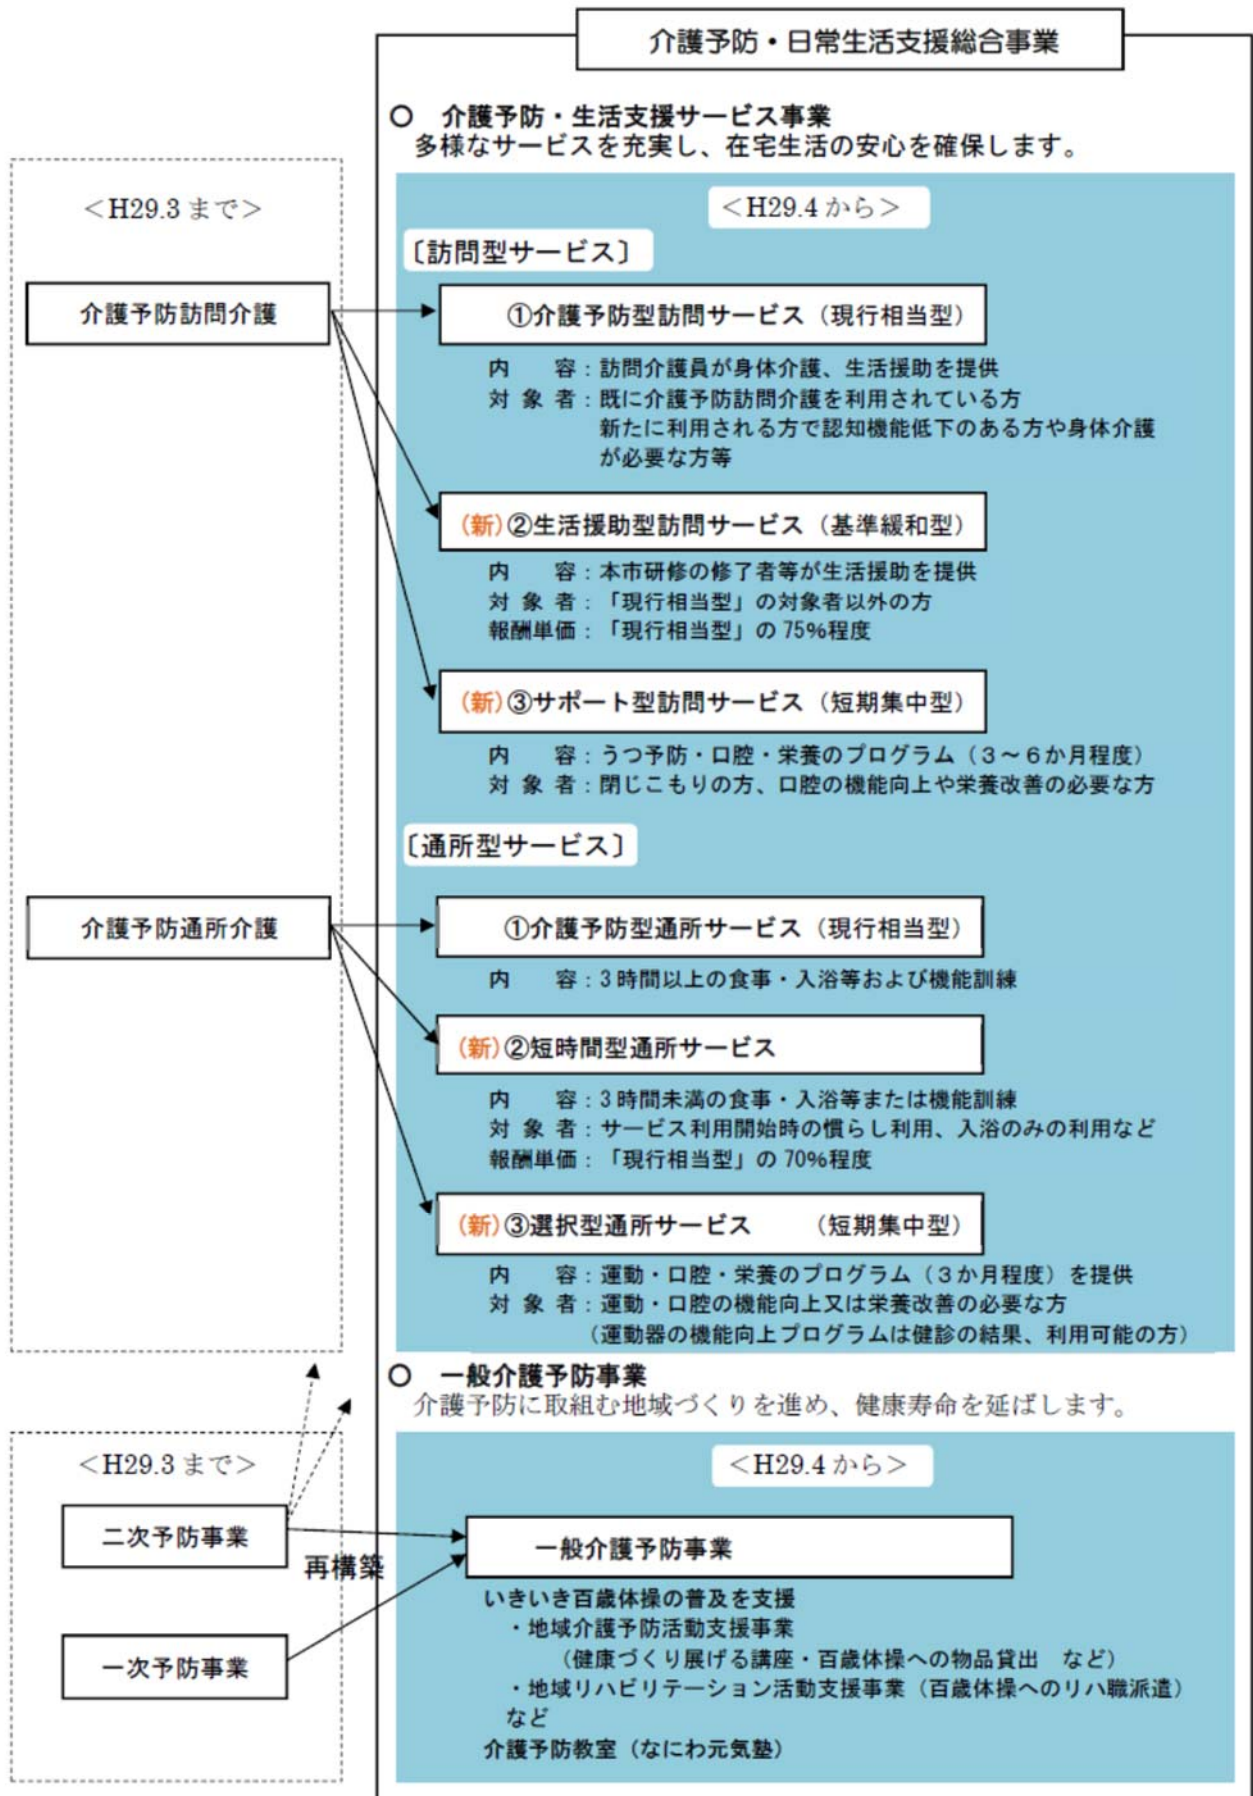 介護予防・日常生活支援総合事業
〇　介護予防・生活支援サービス事業
多様なサービスを充実し、在宅生活の安心を確保します。
＜H29.3 まで＞
＜H29.4 から＞
〔訪問型サービス〕
介護予防訪問介護
①介護予防型訪問サービス（現行相当型）
内　　容：訪問介護員が身体介護、生活援助を提供
対 象 者：既に介護予防訪問介護を利用されている方
新たに利用される方で認知機能低下のある方や身体介護
が必要な方等
（新）②生活援助型訪問サービス（基準緩和型）
内　　容：本市研修の修了者等が生活援助を提供
対 象 者：「現行相当型」の対象者以外の方
報酬単価：「現行相当型」の 75%程度
（新）③サポート型訪問サービス（短期集中型）
内　　容：うつ予防・口腔・栄養のプログラム（３～６か月程度）
対 象 者：閉じこもりの方、口腔の機能向上や栄養改善の必要な方
〔通所型サービス〕
介護予防通所介護
①介護予防型通所サービス（現行相当型）
内　　容：3 時間以上の食事・入浴等および機能訓練
（新）②短時間型通所サービス
内　　容：3 時間未満の食事・入浴等または機能訓練
対 象 者：サービス利用開始時の慣らし利用、入浴のみの利用など
報酬単価：「現行相当型」の 70%程度
（新）③選択型通所サービス　　（短期集中型）
内　　容：運動・口腔・栄養のプログラム（３か月程度）を提供
対 象 者：運動・口腔の機能向上又は栄養改善の必要な方
（運動器の機能向上プログラムは健診の結果、利用可能の方）
〇　一般介護予防事業
介護予防に取組む地域づくりを進め、健康寿命を延ばします。
＜H29.3 まで＞
＜H29.4 から＞
二次予防事業
再構築
一般介護予防事業
一次予防事業
いきいき百歳体操の普及を支援
・地域介護予防活動支援事業
（健康づくり展げる講座・百歳体操への物品貸出　など）
・地域リハビリテーション活動支援事業（百歳体操へのリハ職派遣）
など
介護予防教室（なにわ元気塾）